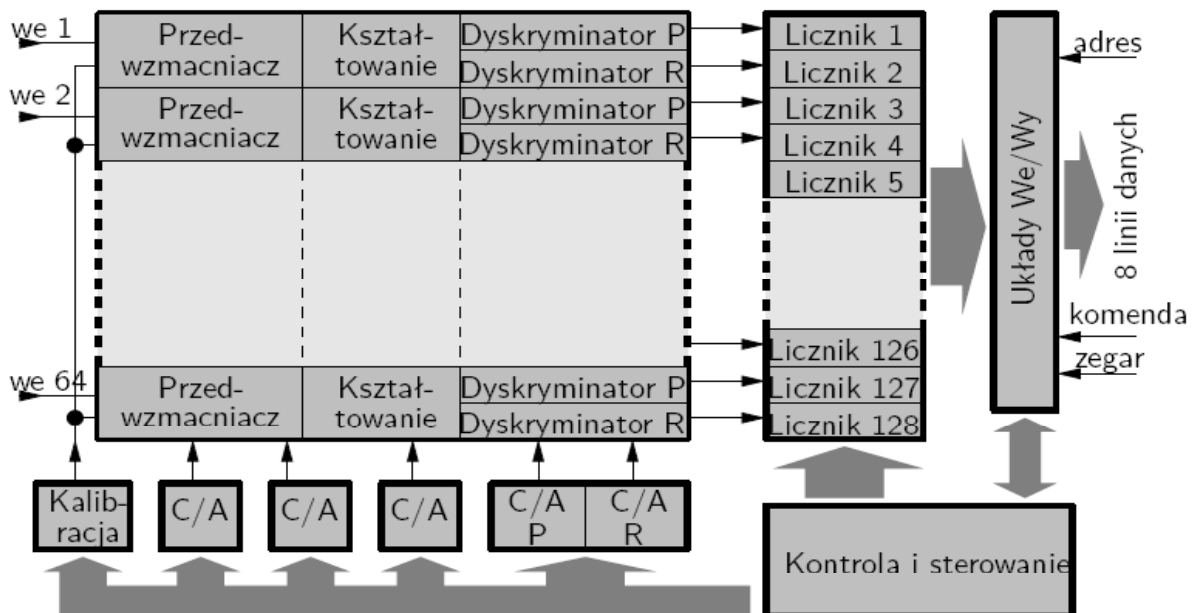 we 1
Przed-
wzmacniacz
Kształ-
towanie
Dyskryminator P
Dyskryminator R
Licznik 1
Licznik 2
we 2
Przed-
wzmacniacz
Kształ-
towanie
Dyskryminator P
Dyskryminator R
Licznik 3
Licznik 4
Licznik 5
Licznik 126
we 64
Przed-
wzmacniacz
Kształ-
towanie
Dyskryminator P
Dyskryminator R
Licznik 127
Licznik 128
Układy We/Wy
adres
8 linii danych
komenda
zegar
Kalib-
racja
C/A
C/A
C/A
C/A
P
C/A
R
Kontrola i sterowanie